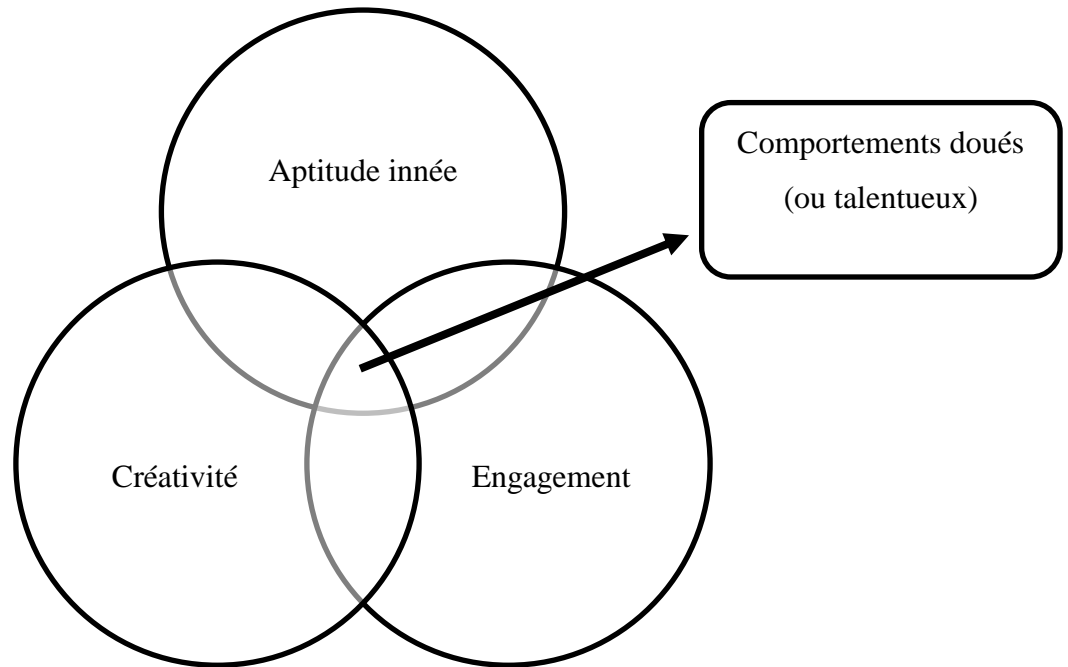 Aptitude innée
Comportements doués
(ou talentueux)
Créativité
Engagement